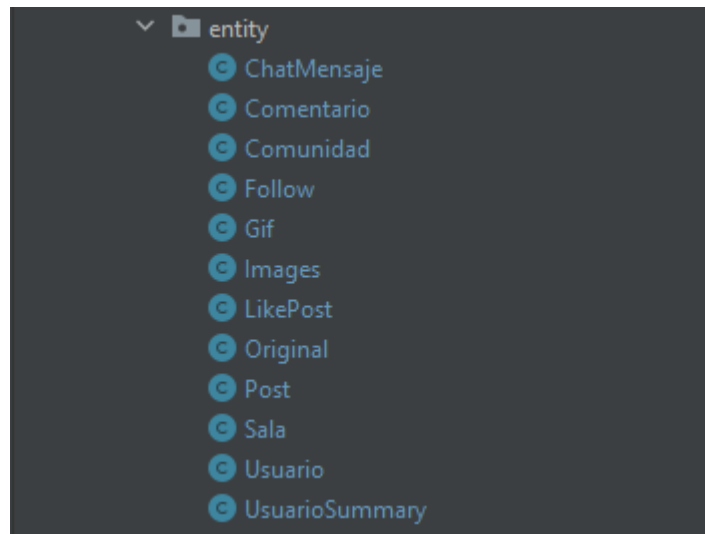 entity
C ChatMensaje
C Comentario
C Comunidad
C Follow
C Gif
C Images
C LikePost
C Original
C Post
C Sala
C Usuario
C UsuarioSummary